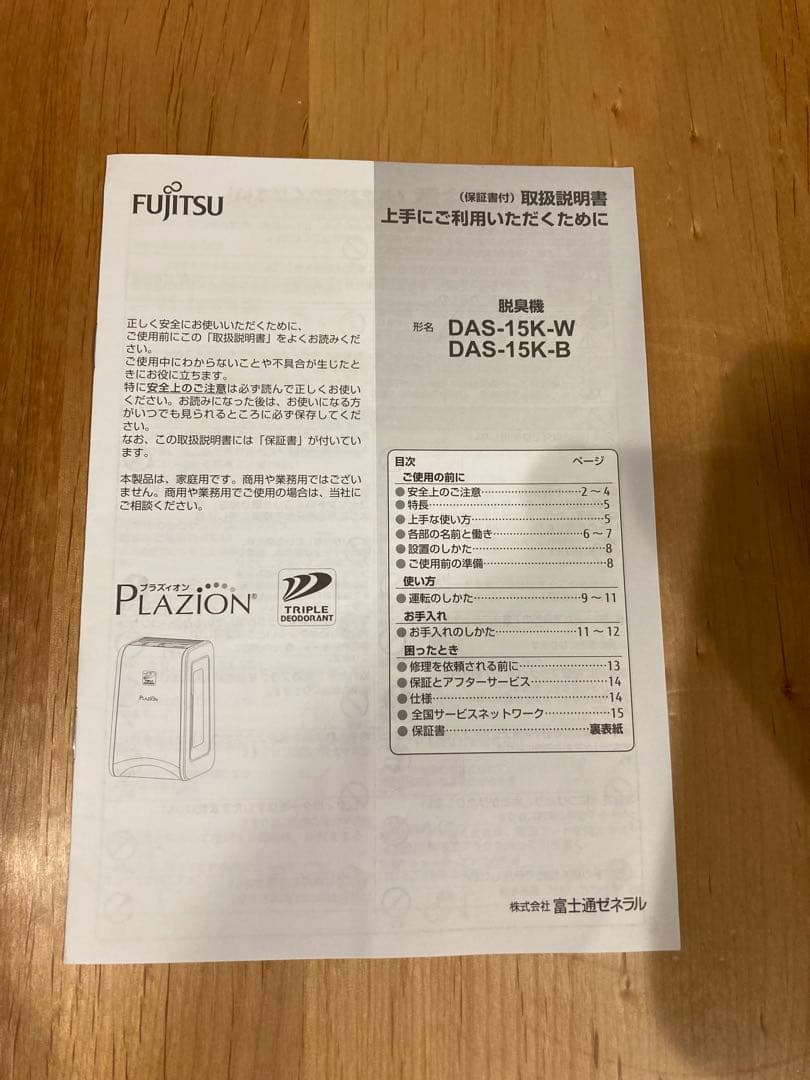 FUJITSU
(保証書付) 取扱説明書
上手にご利用いただくために
脱臭機
形名 DAS-15K-W
DAS-15K-B
正しく安全にお使いいただくために、
ご使用前にこの「取扱説明書」をよくお読みくだ
さい。
ご使用中にわからないことや不具合が生じたと
きにお役に立ちます。
特に安全上のご注意は必ず読んで正しくお使い
ください。お読みになった後は、お使いになる方
がいつでも見られるところに必ず保存してくだ
さい。
なお、この取扱説明書には「保証書」が付いていま
す。
本製品は、家庭用です。商用や業務用ではござい
ません。商用や業務用でご使用の場合は、当社に
ご相談ください。
プラズィオン
PLAZION®
TRIPLE
DEODORANT
PLAZION
目次 ページ
ご使用の前に
●安全上のご注意……………………………2～4
●特長……………………………………………5
●上手な使い方…………………………………5
●各部の名前と働き………………………6～7
●設置のしかた…………………………………8
●ご使用前の準備………………………………8
使い方
●運転のしかた……………………………9～11
お手入れ
●お手入れのしかた……………………11～12
困ったとき
●修理を依頼される前に……………………13
●保証とアフターサービス…………………14
●仕様…………………………………………14
●全国サービスネットワーク………………15
●保証書………………………………………裏表紙
株式会社 富士通ゼネラル